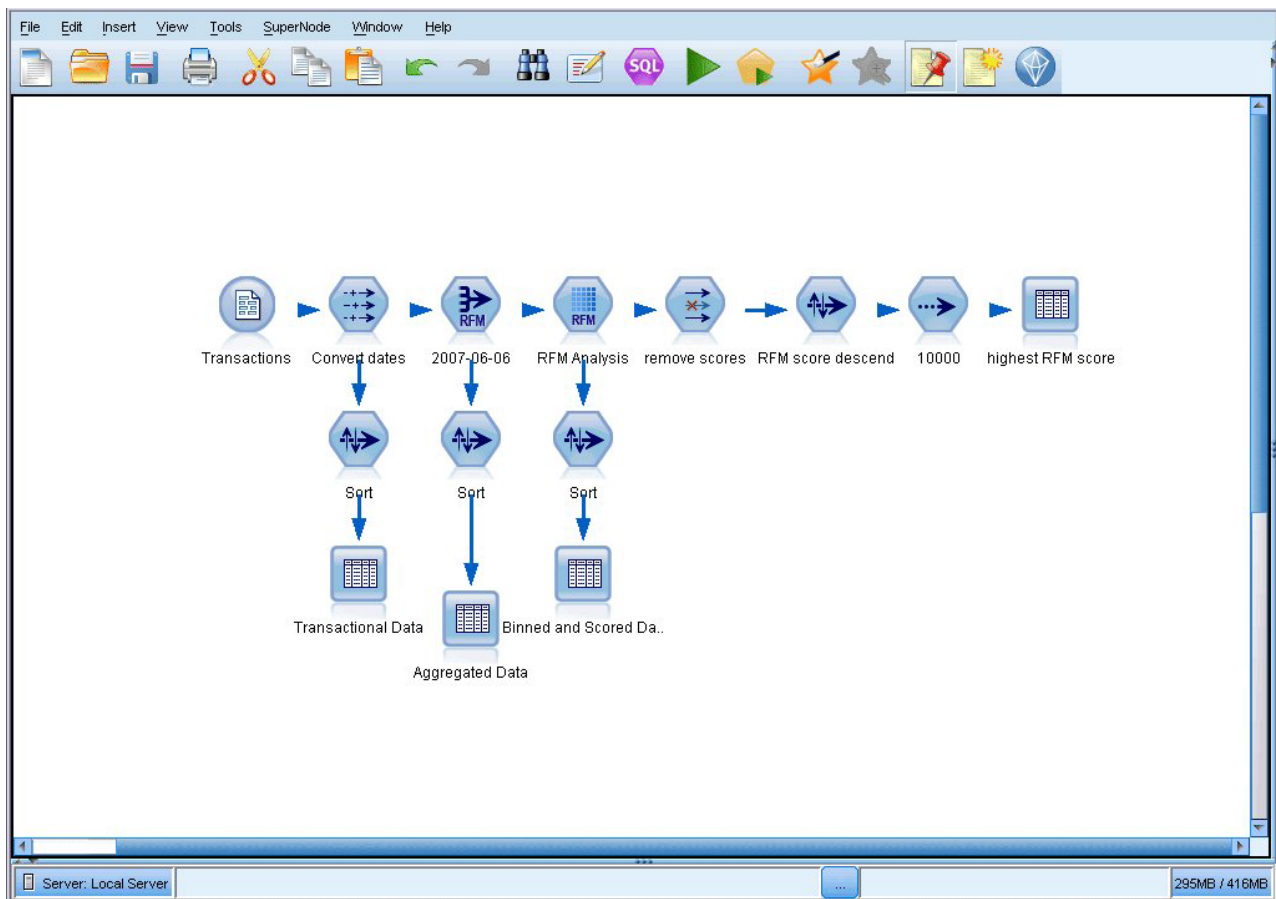 File Edit Insert View Tools SuperNode Window Help
SQL
RFM
RFM
Transactions Convert dates 2007-06-06 RFM Analysis remove scores RFM score descend 10000 highest RFM score
Sort Sort Sort
Transactional Data Binned and Scored Da..
Aggregated Data
...
Server: Local Server
295MB / 416MB